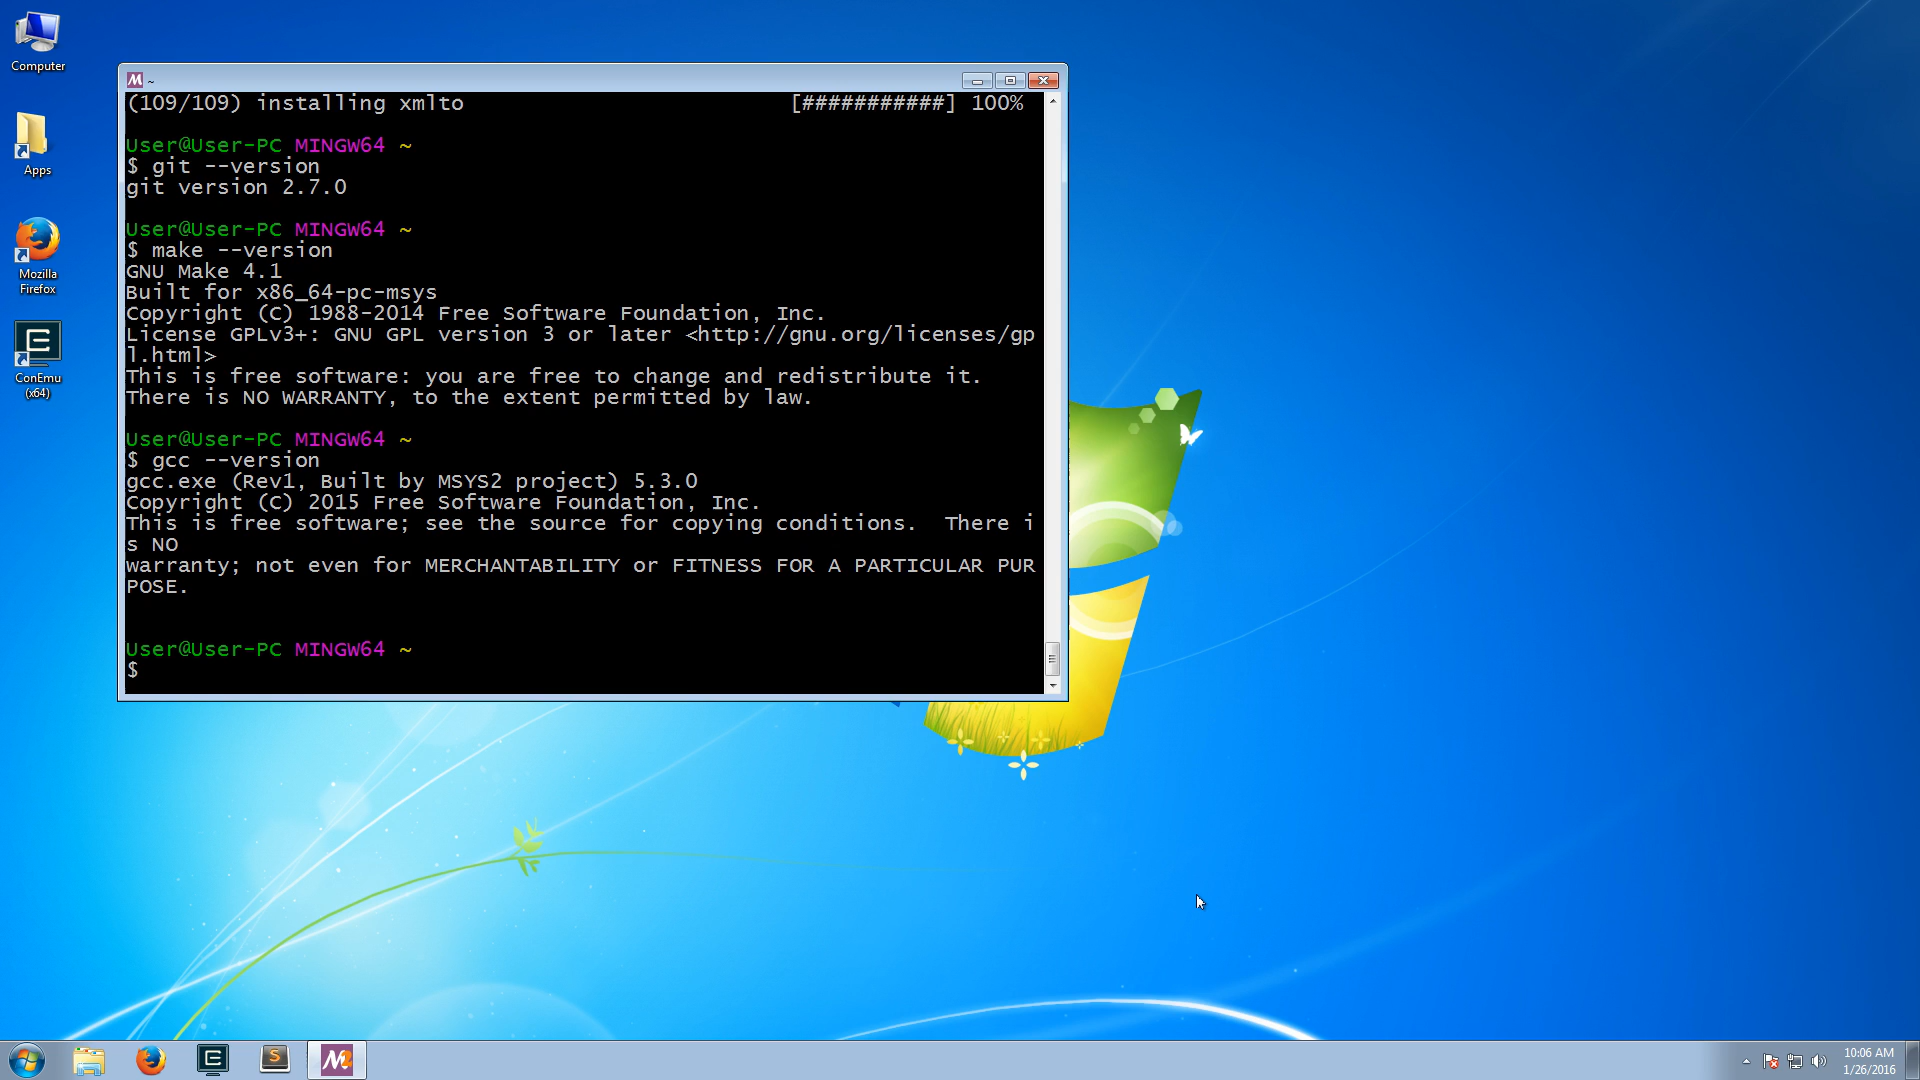 Computer
Apps
Mozilla
Firefox
ConEmu
(x64)
~
(109/109) installing xmlto [###########] 100%
User@User-PC MINGW64 ~
$ git --version
git version 2.7.0
User@User-PC MINGW64 ~
$ make --version
GNU Make 4.1
Built for x86_64-pc-msys
Copyright (C) 1988-2014 Free Software Foundation, Inc.
License GPLv3+: GNU GPL version 3 or later <http://gnu.org/licenses/gp
l.html>
This is free software: you are free to change and redistribute it.
There is NO WARRANTY, to the extent permitted by law.
User@User-PC MINGW64 ~
$ gcc --version
gcc.exe (Rev1, Built by MSYS2 project) 5.3.0
Copyright (C) 2015 Free Software Foundation, Inc.
This is free software; see the source for copying conditions.  There i
s NO
warranty; not even for MERCHANTABILITY or FITNESS FOR A PARTICULAR PUR
POSE.
User@User-PC MINGW64 ~
$
10:06 AM
1/26/2016